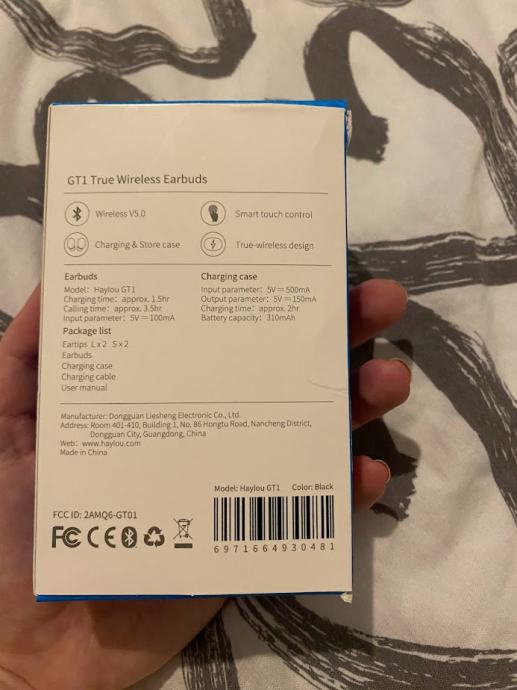 GT1 True Wireless Earbuds
Wireless V5.0
Smart touch control
Charging & Store case
True-wireless design
Earbuds
Model: Haylou GT1
Charging time: approx. 1.5hr
Calling time: approx. 3.5hr
Input parameter: 5V⎓100mA
Charging case
Input parameter: 5V⎓500mA
Output parameter: 5V⎓150mA
Charging time: approx. 2hr
Battery capacity: 310mAh
Package list
Eartips L x 2 S x 2
Earbuds
Charging case
Charging cable
User manual
Manufacturer: Dongguan Liesheng Electronic Co., Ltd.
Address: Room 401-410, Building 1, No. 86 Hongtu Road, Nancheng District,
Dongguan City, Guangdong, China
Web: www.haylou.com
Made in China
Model: Haylou GT1 Color: Black
FCC ID: 2AMQ6-GT01
FC CE
6971664930481